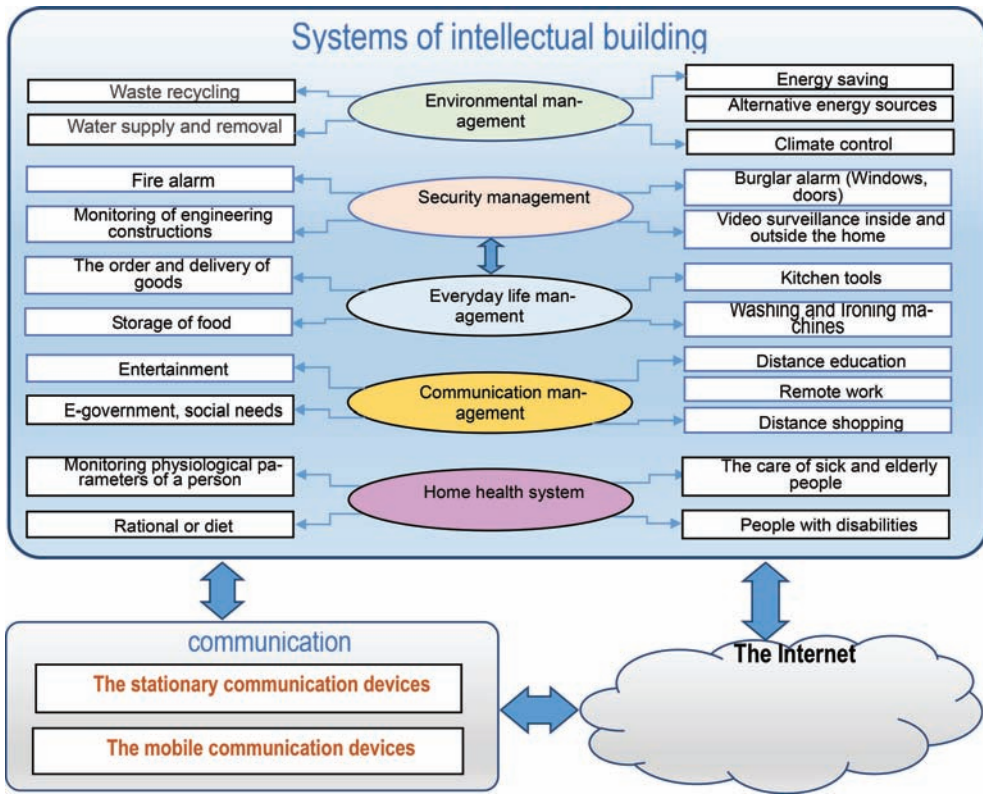 Systems of intellectual building
Waste recycling
Water supply and removal
Environmental man-
agement
Energy saving
Alternative energy sources
Climate control
Fire alarm
Monitoring of engineering
constructions
Security management
Burglar alarm (Windows,
doors)
Video surveillance inside and
outside the home
The order and delivery of
goods
Storage of food
Everyday life man-
agement
Kitchen tools
Washing and Ironing ma-
chines
Entertainment
E-government, social needs
Communication man-
agement
Distance education
Remote work
Distance shopping
Monitoring physiological pa-
rameters of a person
Rational or diet
Home health system
The care of sick and elderly
people
People with disabilities
communication
The stationary communication devices
The mobile communication devices
The Internet